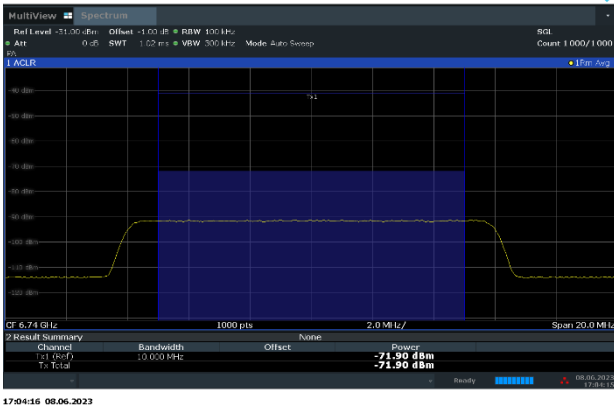 MultiView Spectrum
Ref Level -31.00 dBm Offset -1.00 dB RBW 100 kHz SGL
Att 0 dB SWT 1.02 ms VBW 300 kHz Mode Auto Sweep Count 1000/1000
PA
1 ACLR 1Rm Avg
-40 dBm
Tx1
-50 dBm
-60 dBm
-70 dBm
-80 dBm
-90 dBm
-100 dBm
-110 dBm
-120 dBm
CF 6.74 GHz 1000 pts 2.0 MHz/ Span 20.0 MHz
2 Result Summary None
Channel Bandwidth Offset Power
Tx1 (Ref) 10.000 MHz -71.90 dBm
Tx Total -71.90 dBm
Ready 08.06.2023
17:04:15
17:04:16 08.06.2023